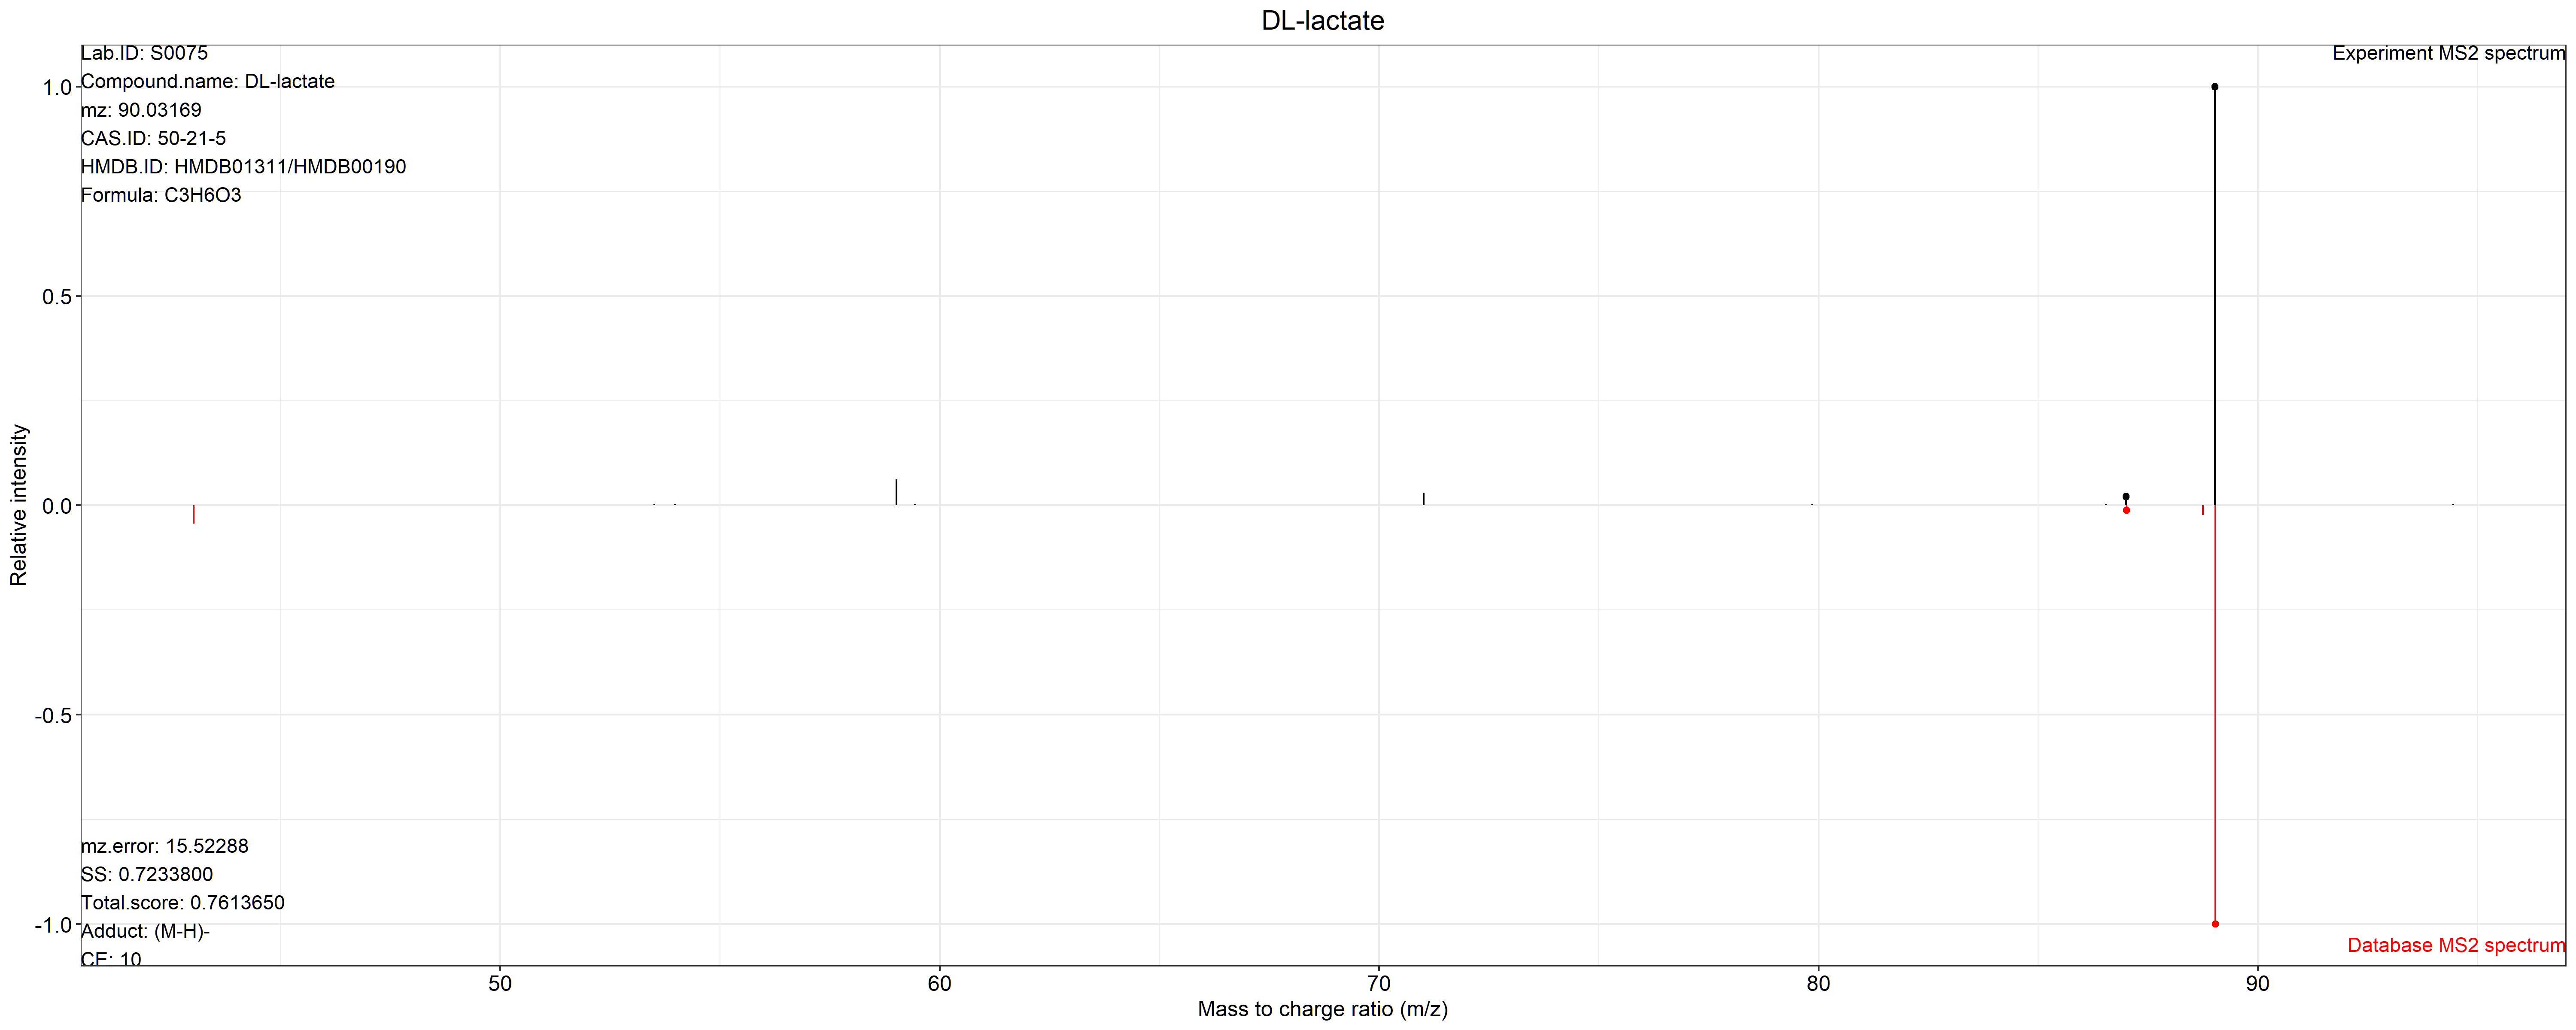 DL-lactate
Lab.ID: S0075
Compound.name: DL-lactate
mz: 90.03169
CAS.ID: 50-21-5
HMDB.ID: HMDB01311/HMDB00190
Formula: C3H6O3
Experiment MS2 spectrum
1.0
0.5
0.0
-0.5
-1.0
Relative intensity
mz.error: 15.52288
SS: 0.7233800
Total.score: 0.7613650
Adduct: (M-H)-
CE: 10
Database MS2 spectrum
50 60 70 80 90
Mass to charge ratio (m/z)